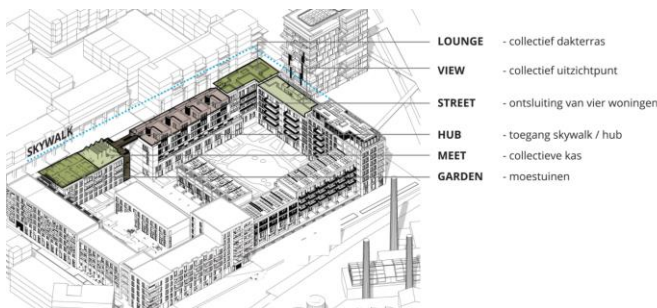 LOUNGE - collectief dakterras
VIEW - collectief uitzichtpunt
STREET - ontsluiting van vier woningen
SKYWALK
HUB - toegang skywalk / hub
MEET - collectieve kas
GARDEN - moestuinen